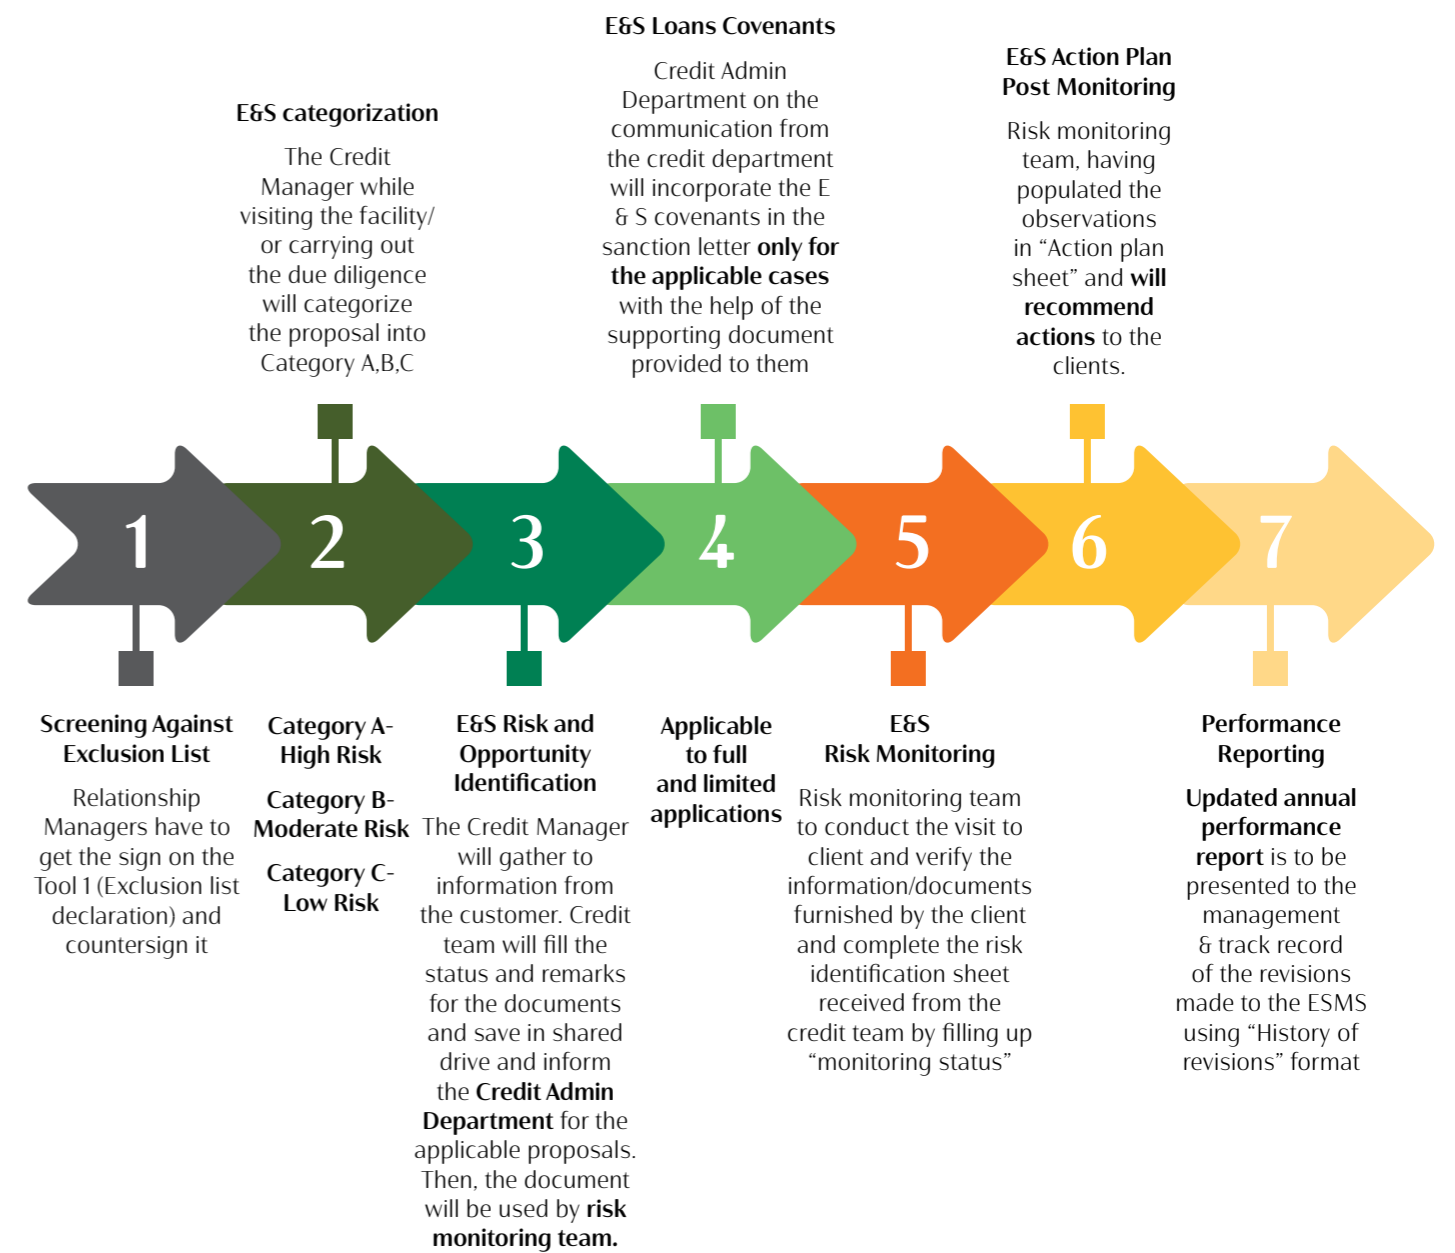 E&S Loans Covenants
Credit Admin
Department on the
communication from
the credit department
will incorporate the E
& S covenants in the
sanction letter only for
the applicable cases
with the help of the
supporting document
provided to them
E&S Action Plan
Post Monitoring
Risk monitoring
team, having
populated the
observations
in “Action plan
sheet” and will
recommend
actions to the
clients.
E&S categorization
The Credit
Manager while
visiting the facility/
or carrying out
the due diligence
will categorize
the proposal into
Category A,B,C
1
2
3
4
5
6
7
Screening Against
Exclusion List
Relationship
Managers have to
get the sign on the
Tool 1 (Exclusion list
declaration) and
countersign it
Category A-
High Risk
Category B-
Moderate Risk
Category C-
Low Risk
E&S Risk and
Opportunity
Identification
The Credit Manager
will gather to
information from
the customer. Credit
team will fill the
status and remarks
for the documents
and save in shared
drive and inform
the Credit Admin
Department for the
applicable proposals.
Then, the document
will be used by risk
monitoring team.
Applicable
to full
and limited
applications
E&S
Risk Monitoring
Risk monitoring team
to conduct the visit to
client and verify the
information/documents
furnished by the client
and complete the risk
identification sheet
received from the
credit team by filling up
“monitoring status”
Performance
Reporting
Updated annual
performance
report is to be
presented to the
management
& track record
of the revisions
made to the ESMS
using “History of
revisions” format